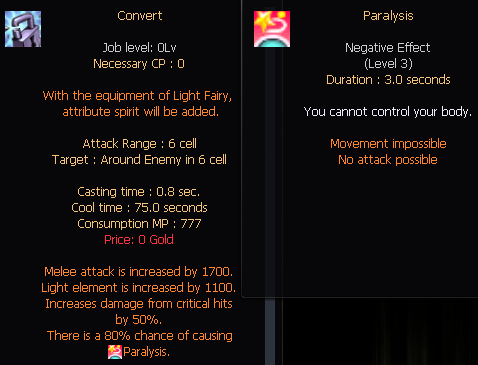 Convert
Job level: 0Lv
Necessary CP : 0
With the equipment of Light Fairy,
attribute spirit will be added.
Attack Range : 6 cell
Target : Around Enemy in 6 cell
Casting time : 0.8 sec.
Cool time : 75.0 seconds
Consumption MP : 777
Price: 0 Gold
Melee attack is increased by 1700.
Light element is increased by 1100.
Increases damage from critical hits
by 50%.
There is a 80% chance of causing
Paralysis.
Paralysis
Negative Effect
(Level 3)
Duration : 3.0 seconds
You cannot control your body.
Movement impossible
No attack possible